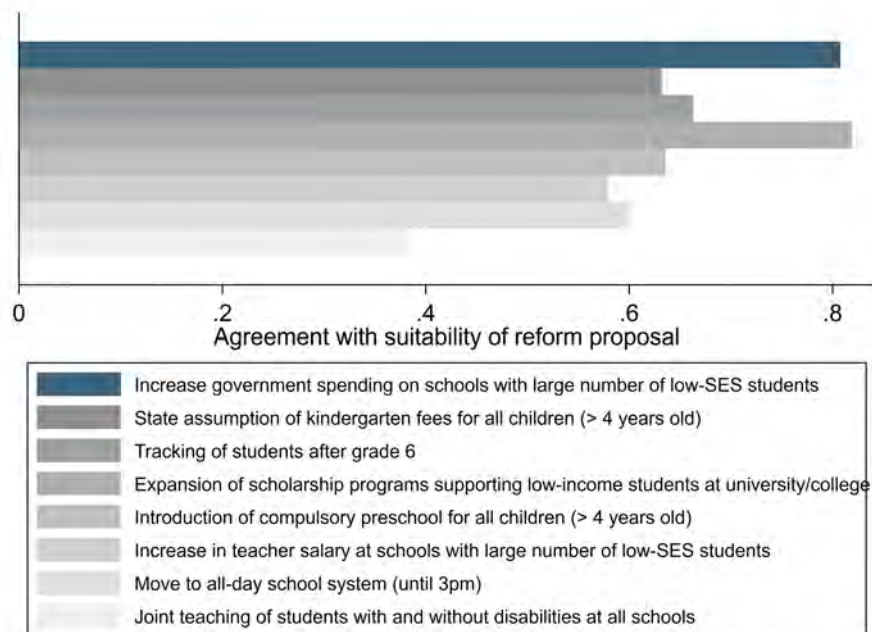 0 .2 .4 .6 .8
Agreement with suitability of reform proposal
Increase government spending on schools with large number of low-SES students
State assumption of kindergarten fees for all children (> 4 years old)
Tracking of students after grade 6
Expansion of scholarship programs supporting low-income students at university/college
Introduction of compulsory preschool for all children (> 4 years old)
Increase in teacher salary at schools with large number of low-SES students
Move to all-day school system (until 3pm)
Joint teaching of students with and without disabilities at all schools